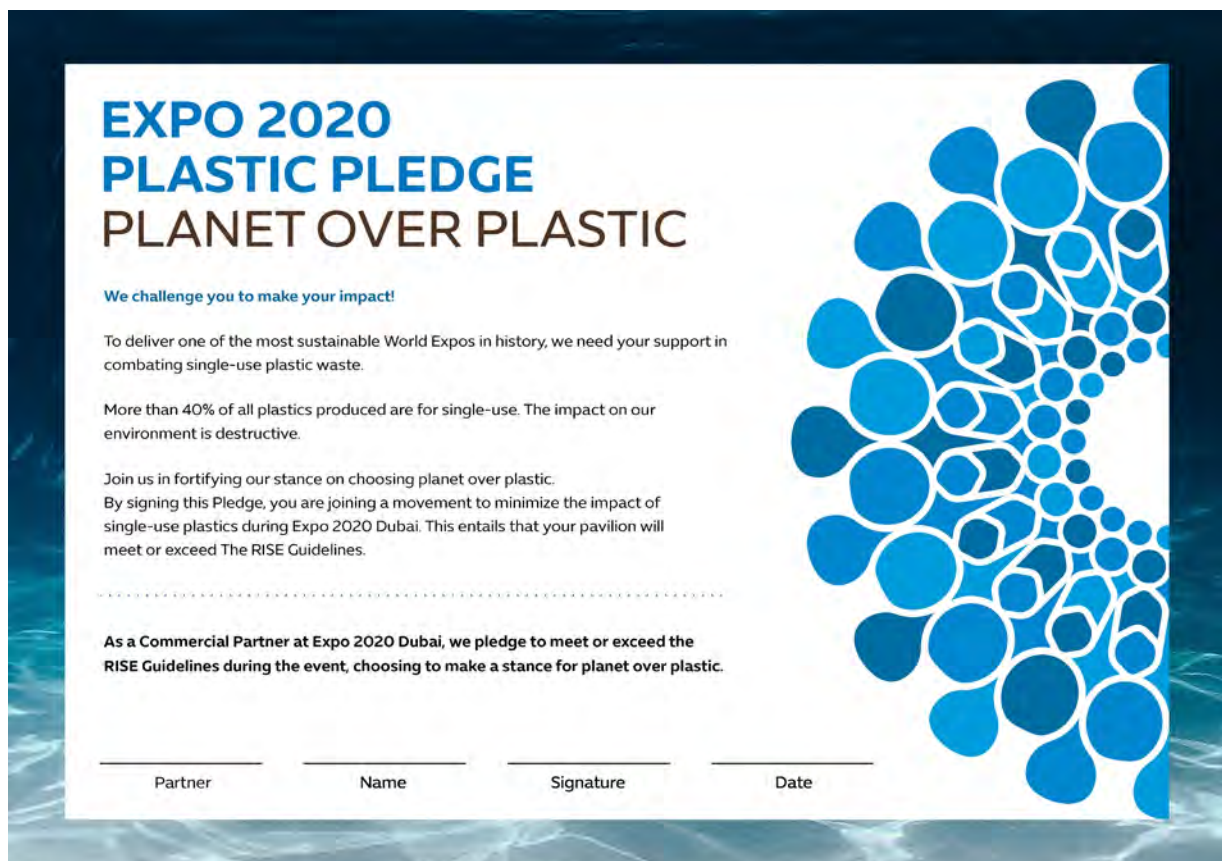 EXPO 2020
PLASTIC PLEDGE
PLANET OVER PLASTIC
We challenge you to make your impact!
To deliver one of the most sustainable World Expos in history, we need your support in
combating single-use plastic waste.
More than 40% of all plastics produced are for single-use. The impact on our
environment is destructive.
Join us in fortifying our stance on choosing planet over plastic.
By signing this Pledge, you are joining a movement to minimize the impact of
single-use plastics during Expo 2020 Dubai. This entails that your pavilion will
meet or exceed The RISE Guidelines.
As a Commercial Partner at Expo 2020 Dubai, we pledge to meet or exceed the
RISE Guidelines during the event, choosing to make a stance for planet over plastic.
Partner Name Signature Date